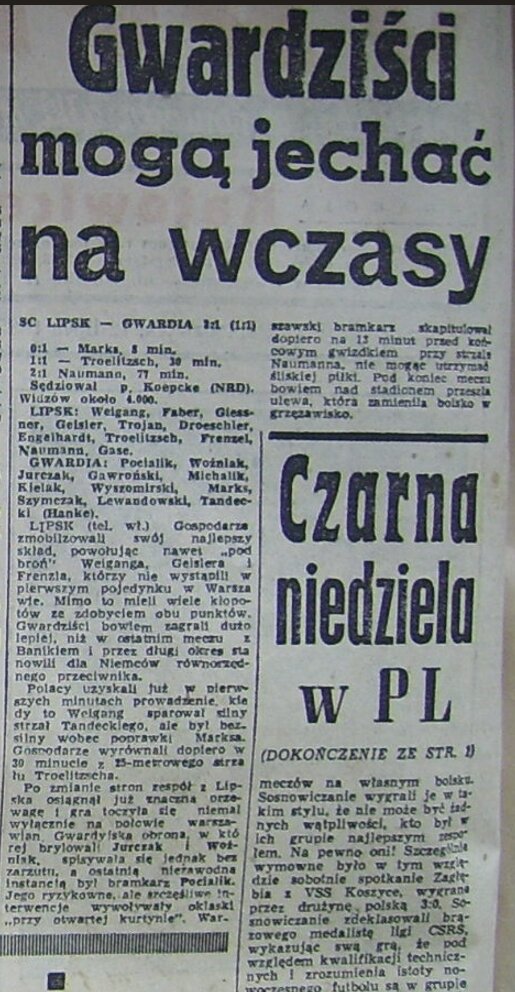 Gwardziści
mogą jechać
na wczasy
SC LIPSK — GWARDIA 2:1 (1:1)
0:1 — Marks, 8 min.
1:1 — Troelitzsch, 30 min.
2:1 Naumann, 77 min.
Sędziował p. Koepcke (NRD).
Widzów około 4.000.
LIPSK: Weigang, Faber, Giess-
ner, Geisler, Trojan, Droeschler,
Engelhardt, Troelitzsch, Frenzel,
Naumann, Gase.
GWARDIA: Pocialik, Woźniak,
Jurczak, Gawroński, Michalik,
Kielak, Wyszomirski, Marks,
Szymczak, Lewandowski, Tandec-
ki (Hanke).
LIPSK (tel. wł.) Gospodarze
zmobilizowali swój najlepszy
skład, powołując nawet „pod
broń” Weiganga, Geislera i
Frenzla, którzy nie wystąpili w
pierwszym pojedynku w Warsza
wie. Mimo to mieli wiele kłopo-
tów ze zdobyciem obu punktów.
Gwardziści bowiem zagrali dużo
lepiej, niż w ostatnim meczu z
Banikiem i przez długi okres sta
nowili dla Niemców równorzęd-
nego przeciwnika.
Polacy uzyskali już w pierw-
szych minutach prowadzenie, kie
dy to Weigang sparował silny
strzał Tandeckiego, ale był bez-
silny wobec poprawki Marksa.
Gospodarze wyrównali dopiero w
30 minucie z 25-metrowego strza
łu Troelitzscha.
Po zmianie stron zespół z Lip-
ska osiągnął już znaczną prze-
wagę i gra toczyła się niemal
wyłącznie na połowie warsza-
wian. Gwardyjska obrona, w któ
rej brylowali Jurczak i Woź-
niak, spisywała się jednak bez
zarzutu, a ostatnią niezawodną
instancją był bramkarz Pocialik.
Jego ryzykowne, ale szczęśliwe in-
terwencje wywoływały oklaski
„przy otwartej kurtynie”. War-
szawski bramkarz skapitulował
dopiero na 13 minut przed koń-
cowym gwizdkiem przy strzale
Naumanna, nie mogąc utrzymać
śliskiej piłki. Pod koniec meczu
bowiem nad stadionem przeszła
ulewa, która zamieniła boisko w
grzęzawisko.
Czarna
niedziela
w PL
(DOKOŃCZENIE ZE STR. 1)
meczów na własnym boisku.
Sosnowiczanie wygrali je w ta-
kim stylu, że nie może być żad-
nych wątpliwości, kto był w
ich grupie najlepszym zespo-
łem. Na pewno oni! Szczególnie
wymowne było w tym wzglę-
dzie sobotnie spotkanie Zagłę-
bia z VSS Koszyce, wygrane
przez drużynę polską 3:0. So-
snowiczanie zdeklasowali brą-
zowego medalistę ligi CSRS,
wykazując swą grą, że pod
względem kwalifikacji technicz-
nych i zrozumienia istoty no-
woczesnego futbolu są w grupie